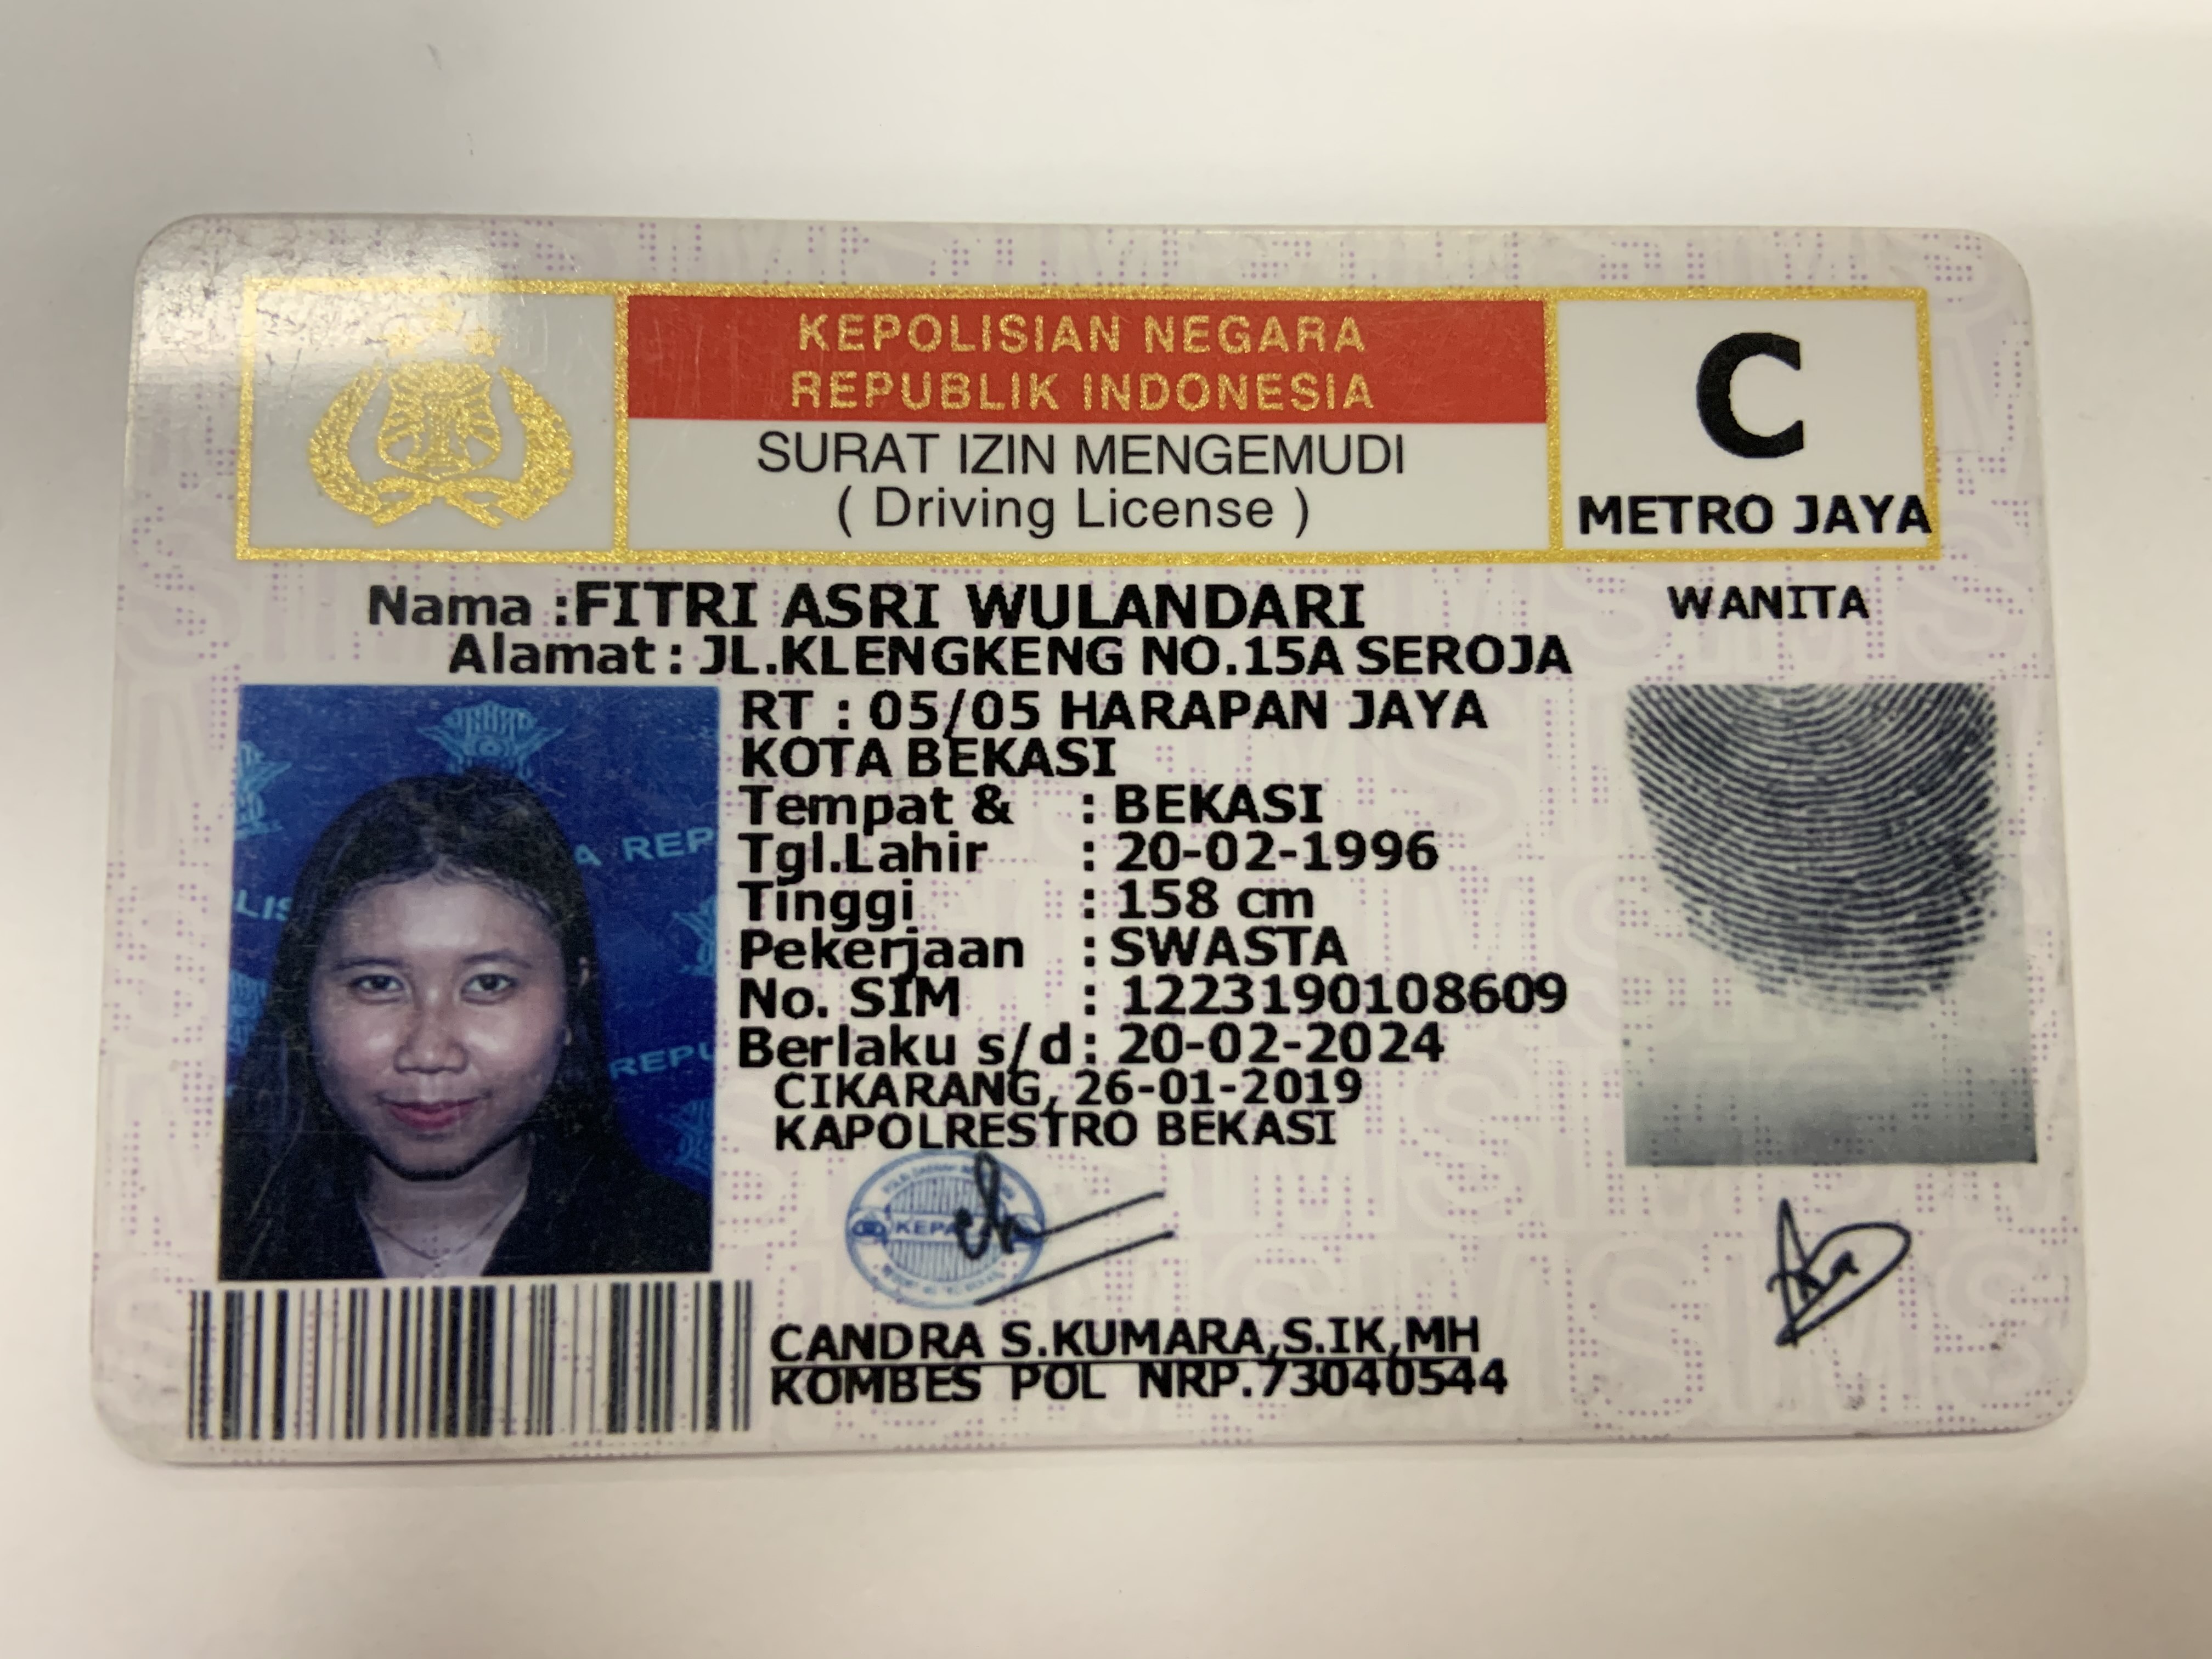 KEPOLISIAN NEGARA
REPUBLIK INDONESIA
SURAT IZIN MENGEMUDI
( Driving License )
C
METRO JAYA
Nama :FITRI ASRI WULANDARI WANITA
Alamat: JL.KLENGKENG NO.15A SEROJA
RT : 05/05 HARAPAN JAYA
KOTA BEKASI
Tempat & : BEKASI
Tgl.Lahir : 20-02-1996
Tinggi : 158 cm
Pekerjaan : SWASTA
No. SIM : 1223190108609
Berlaku s/d : 20-02-2024
CIKARANG, 26-01-2019
KAPOLRESTRO BEKASI
CANDRA S.KUMARA,S.IK,MH
KOMBES POL NRP.73040544
A REP
REPU
LIS